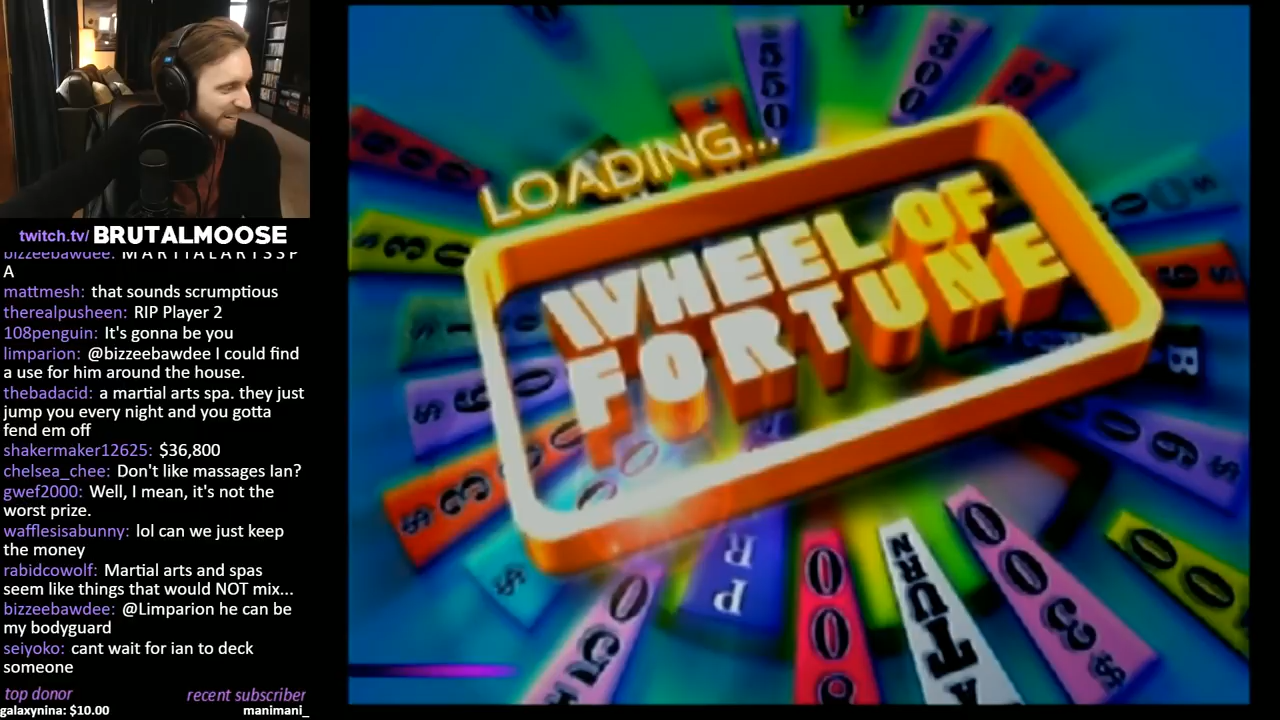 twitch.tv/ BRUTALMOOSE
bizzeebawdee: M A R T I A L A R T S S P
A
mattmesh: that sounds scrumptious
therealpusheen: RIP Player 2
108penguin: It's gonna be you
limparion: @bizzeebawdee I could find
a use for him around the house.
thebadacid: a martial arts spa. they just
jump you every night and you gotta
fend em off
shakermaker12625: $36,800
chelsea_chee: Don't like massages Ian?
gwef2000: Well, I mean, it's not the
worst prize.
wafflesisabunny: lol can we just keep
the money
rabidcowolf: Martial arts and spas
seem like things that would NOT mix...
bizzeebawdee: @Limparion he can be
my bodyguard
seiyoko: cant wait for ian to deck
someone
top donor
recent subscriber
galaxynina: $10.00
manimani_
LOADING...
WHEEL OF
FORTUNE
550
$300
$300
$300